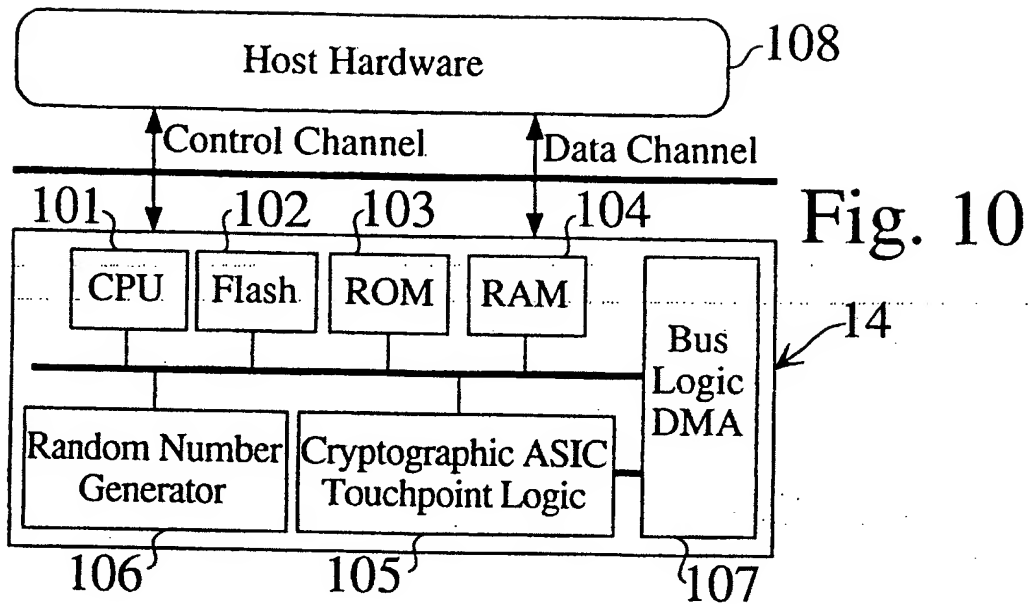 Host Hardware
108
Control Channel
Data Channel
101
102
103
104
Fig. 10
CPU
Flash
ROM
RAM
Bus
Logic
DMA
14
Random Number
Generator
Cryptographic ASIC
Touchpoint Logic
106
105
107